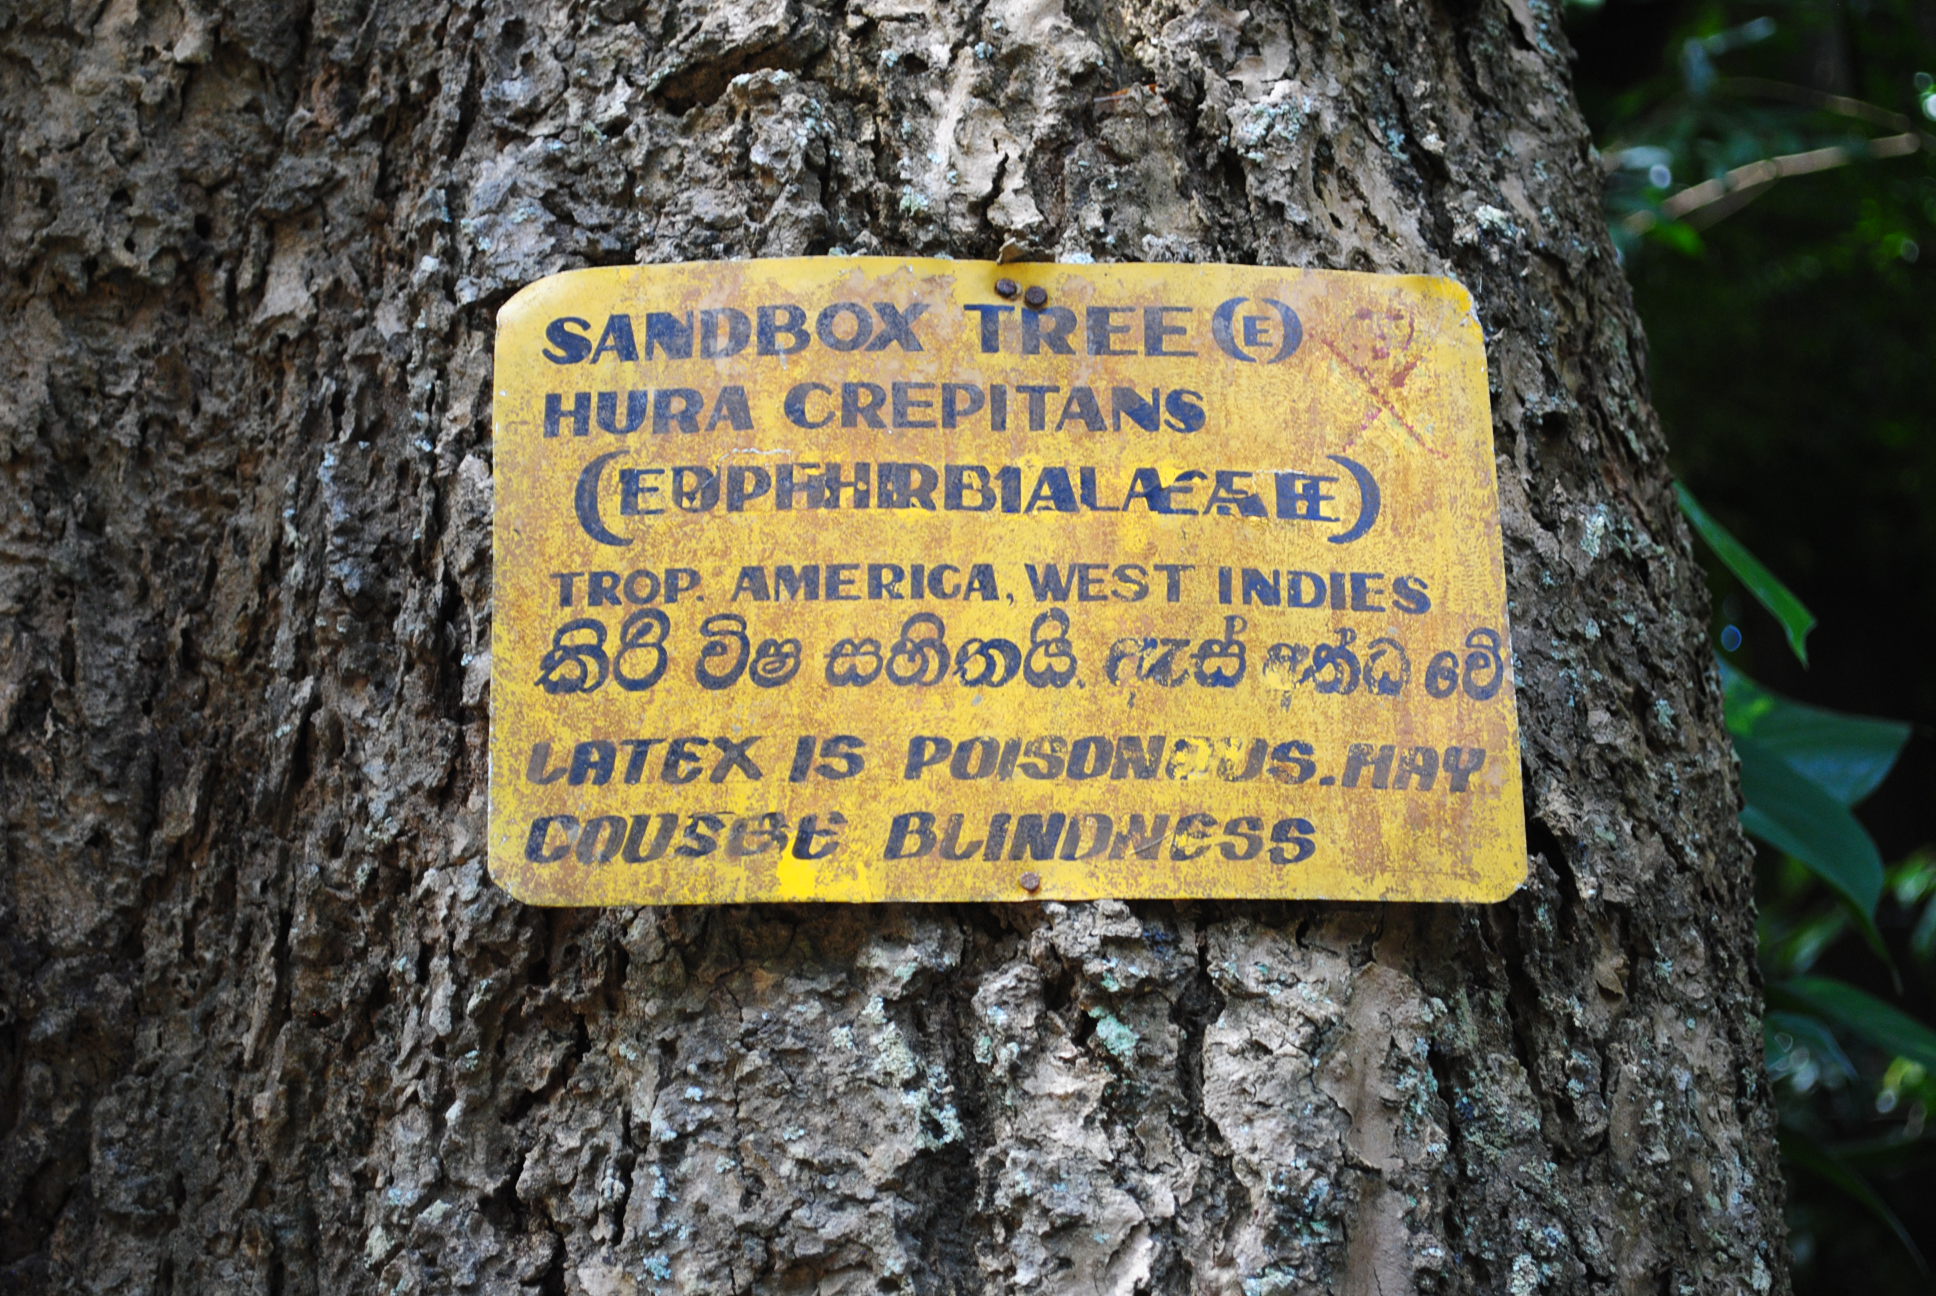 SANDBOX TREE (E)
HURA CREPITANS
TROP. AMERICA, WEST INDIES
කිරි විෂ සහිතයි. ඇස් අන්ධ වේ
LATEX IS POISONOUS. MAY
BLINDNESS